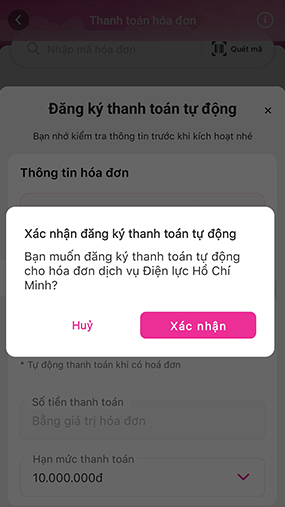 Thanh toán hóa đơn
Nhập mã hóa đơn
Quét mã
Đăng ký thanh toán tự động
Bạn nhớ kiểm tra thông tin trước khi kích hoạt nhé
Thông tin hóa đơn
Xác nhận đăng ký thanh toán tự động
Bạn muốn đăng ký thanh toán tự động
cho hóa đơn dịch vụ Điện lực Hồ Chí
Minh?
Huỷ
Xác nhận
* Tự động thanh toán khi có hoá đơn
Số tiền thanh toán
Bằng giá trị hóa đơn
Hạn mức thanh toán
10.000.000đ